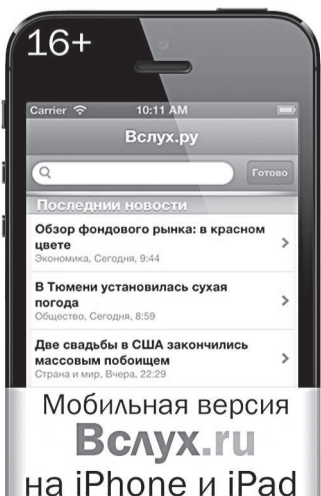 16+
Carrier 10:11 AM
Вслух.ру
Готово
Последнии новости
Обзор фондового рынка: в красном
цвете
Экономика, Сегодня, 9:44
В Тюмени установилась сухая
погода
Общество, Сегодня, 8:59
Две свадьбы в США закончились
массовым побоищем
Страна и мир, Вчера, 22:29
Мобильная версия
Вслух.ru
на iPhone и iPad